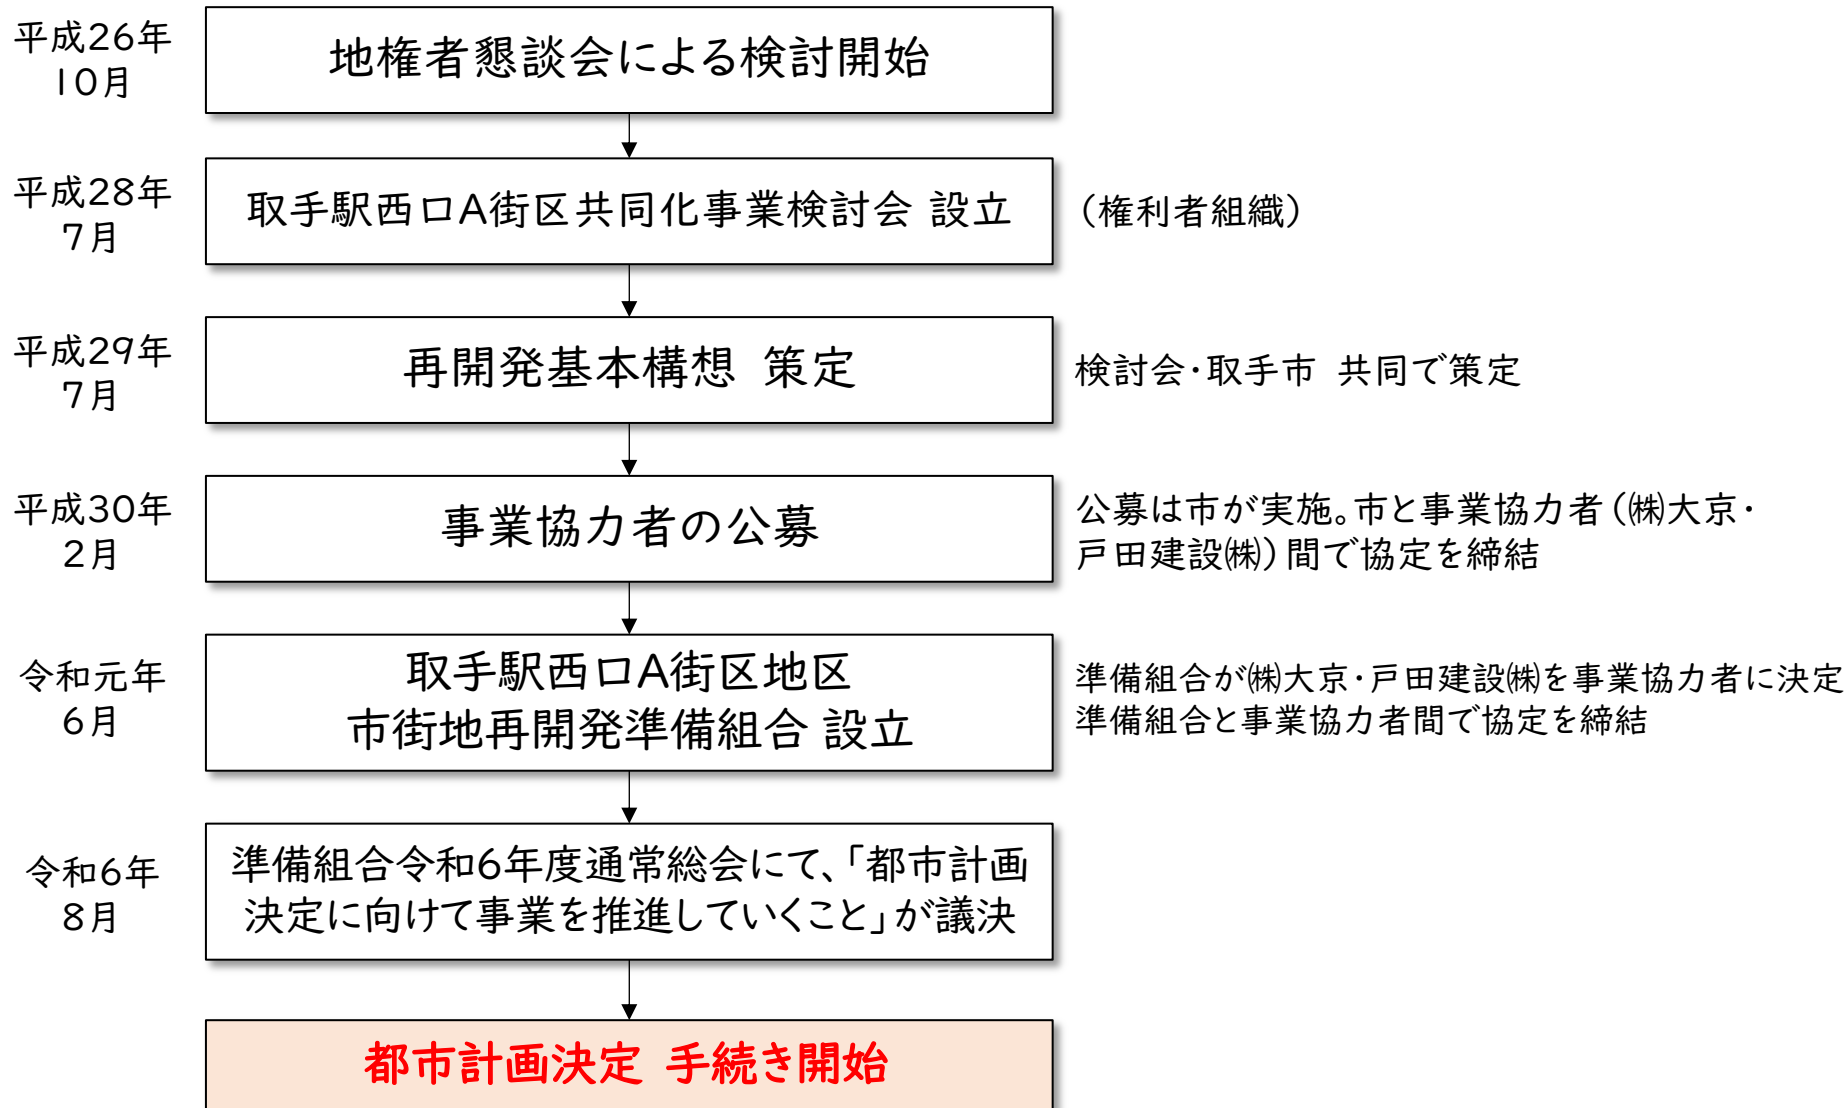 平成26年
10月
地権者懇談会による検討開始
平成28年
7月
取手駅西口A街区共同化事業検討会 設立
（権利者組織）
平成29年
7月
再開発基本構想 策定
検討会・取手市 共同で策定
平成30年
2月
事業協力者の公募
公募は市が実施。市と事業協力者（㈱大京・
戸田建設㈱）間で協定を締結
令和元年
6月
取手駅西口A街区地区
市街地再開発準備組合 設立
準備組合が㈱大京・戸田建設㈱を事業協力者に決定
準備組合と事業協力者間で協定を締結
令和6年
8月
準備組合令和6年度通常総会にて、「都市計画
決定に向けて事業を推進していくこと」が議決
都市計画決定 手続き開始